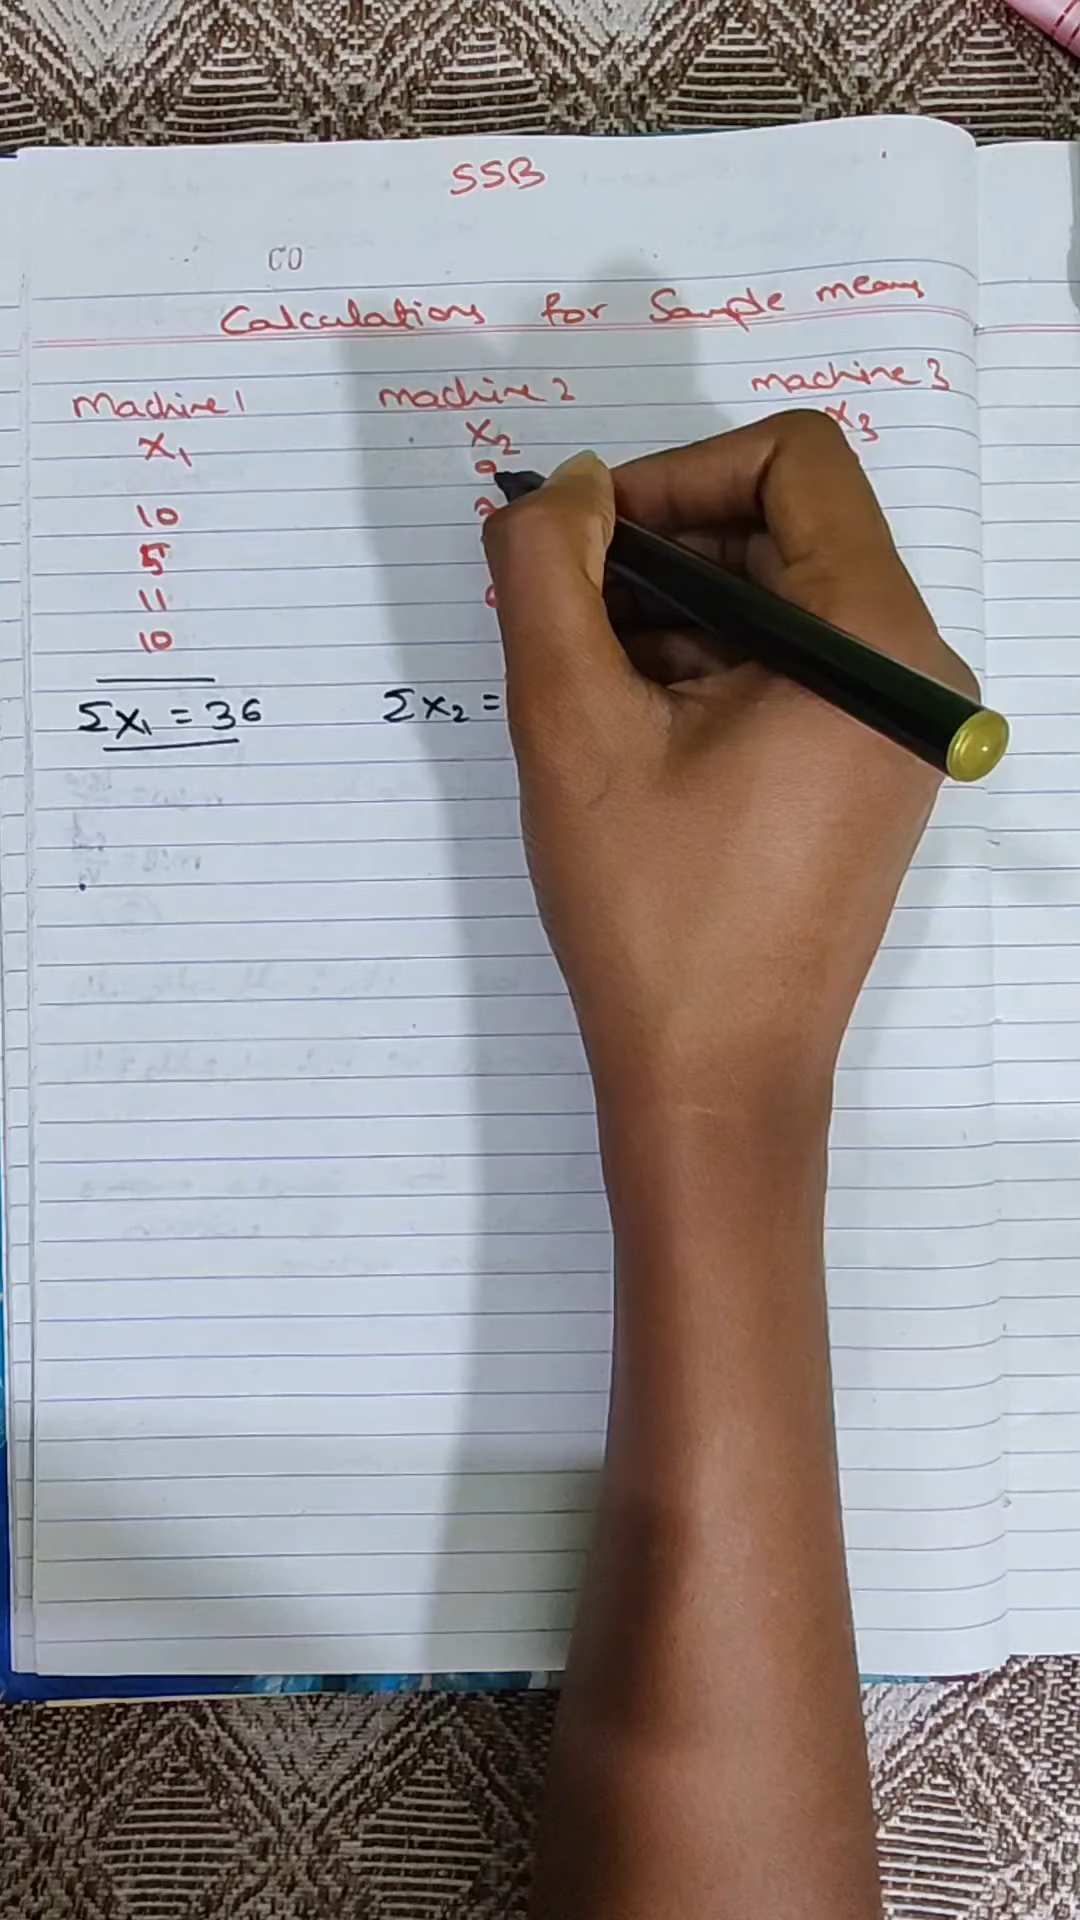 SSB
CO
Calculations for Sample means
Machine 1 machine 2 machine 3
X₁ X₂ X₃
9
10
5
11
10
Σx₁ = 36 Σx₂ =